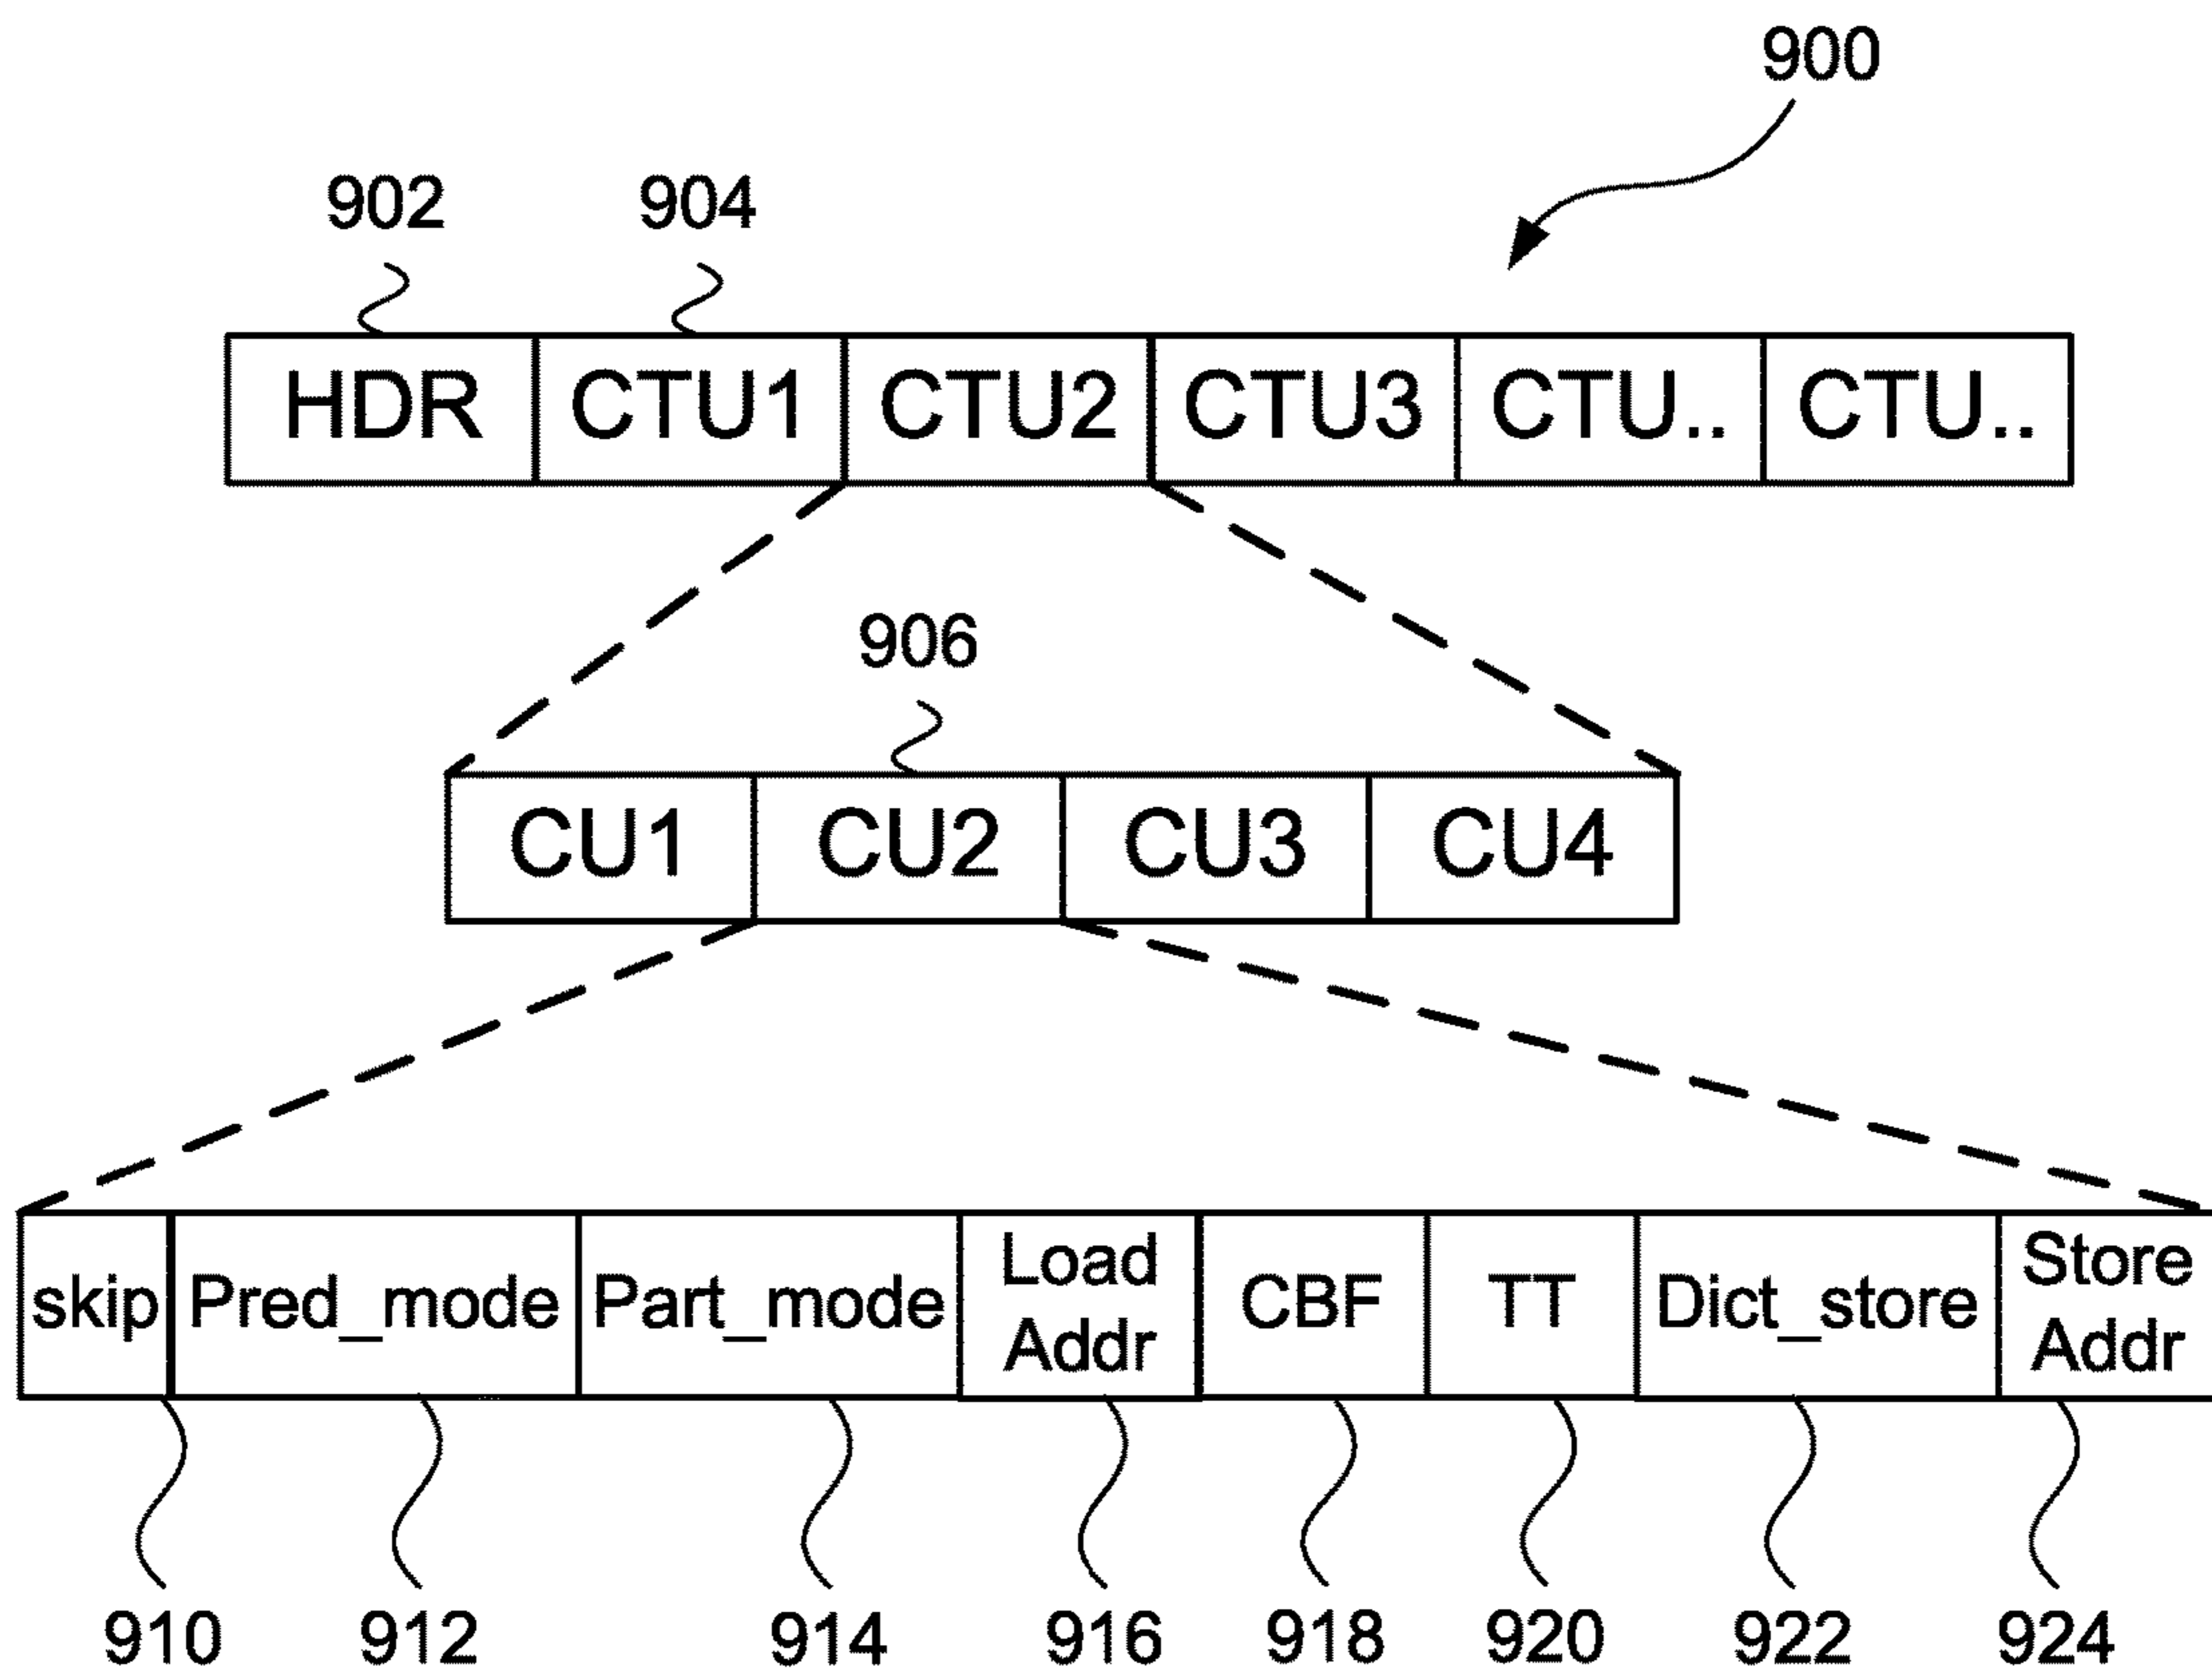 900
902 904
HDR CTU1 CTU2 CTU3 CTU.. CTU..
906
CU1 CU2 CU3 CU4
skip Pred_mode Part_mode Load Addr CBF TT Dict_store Store Addr
910 912 914 916 918 920 922 924